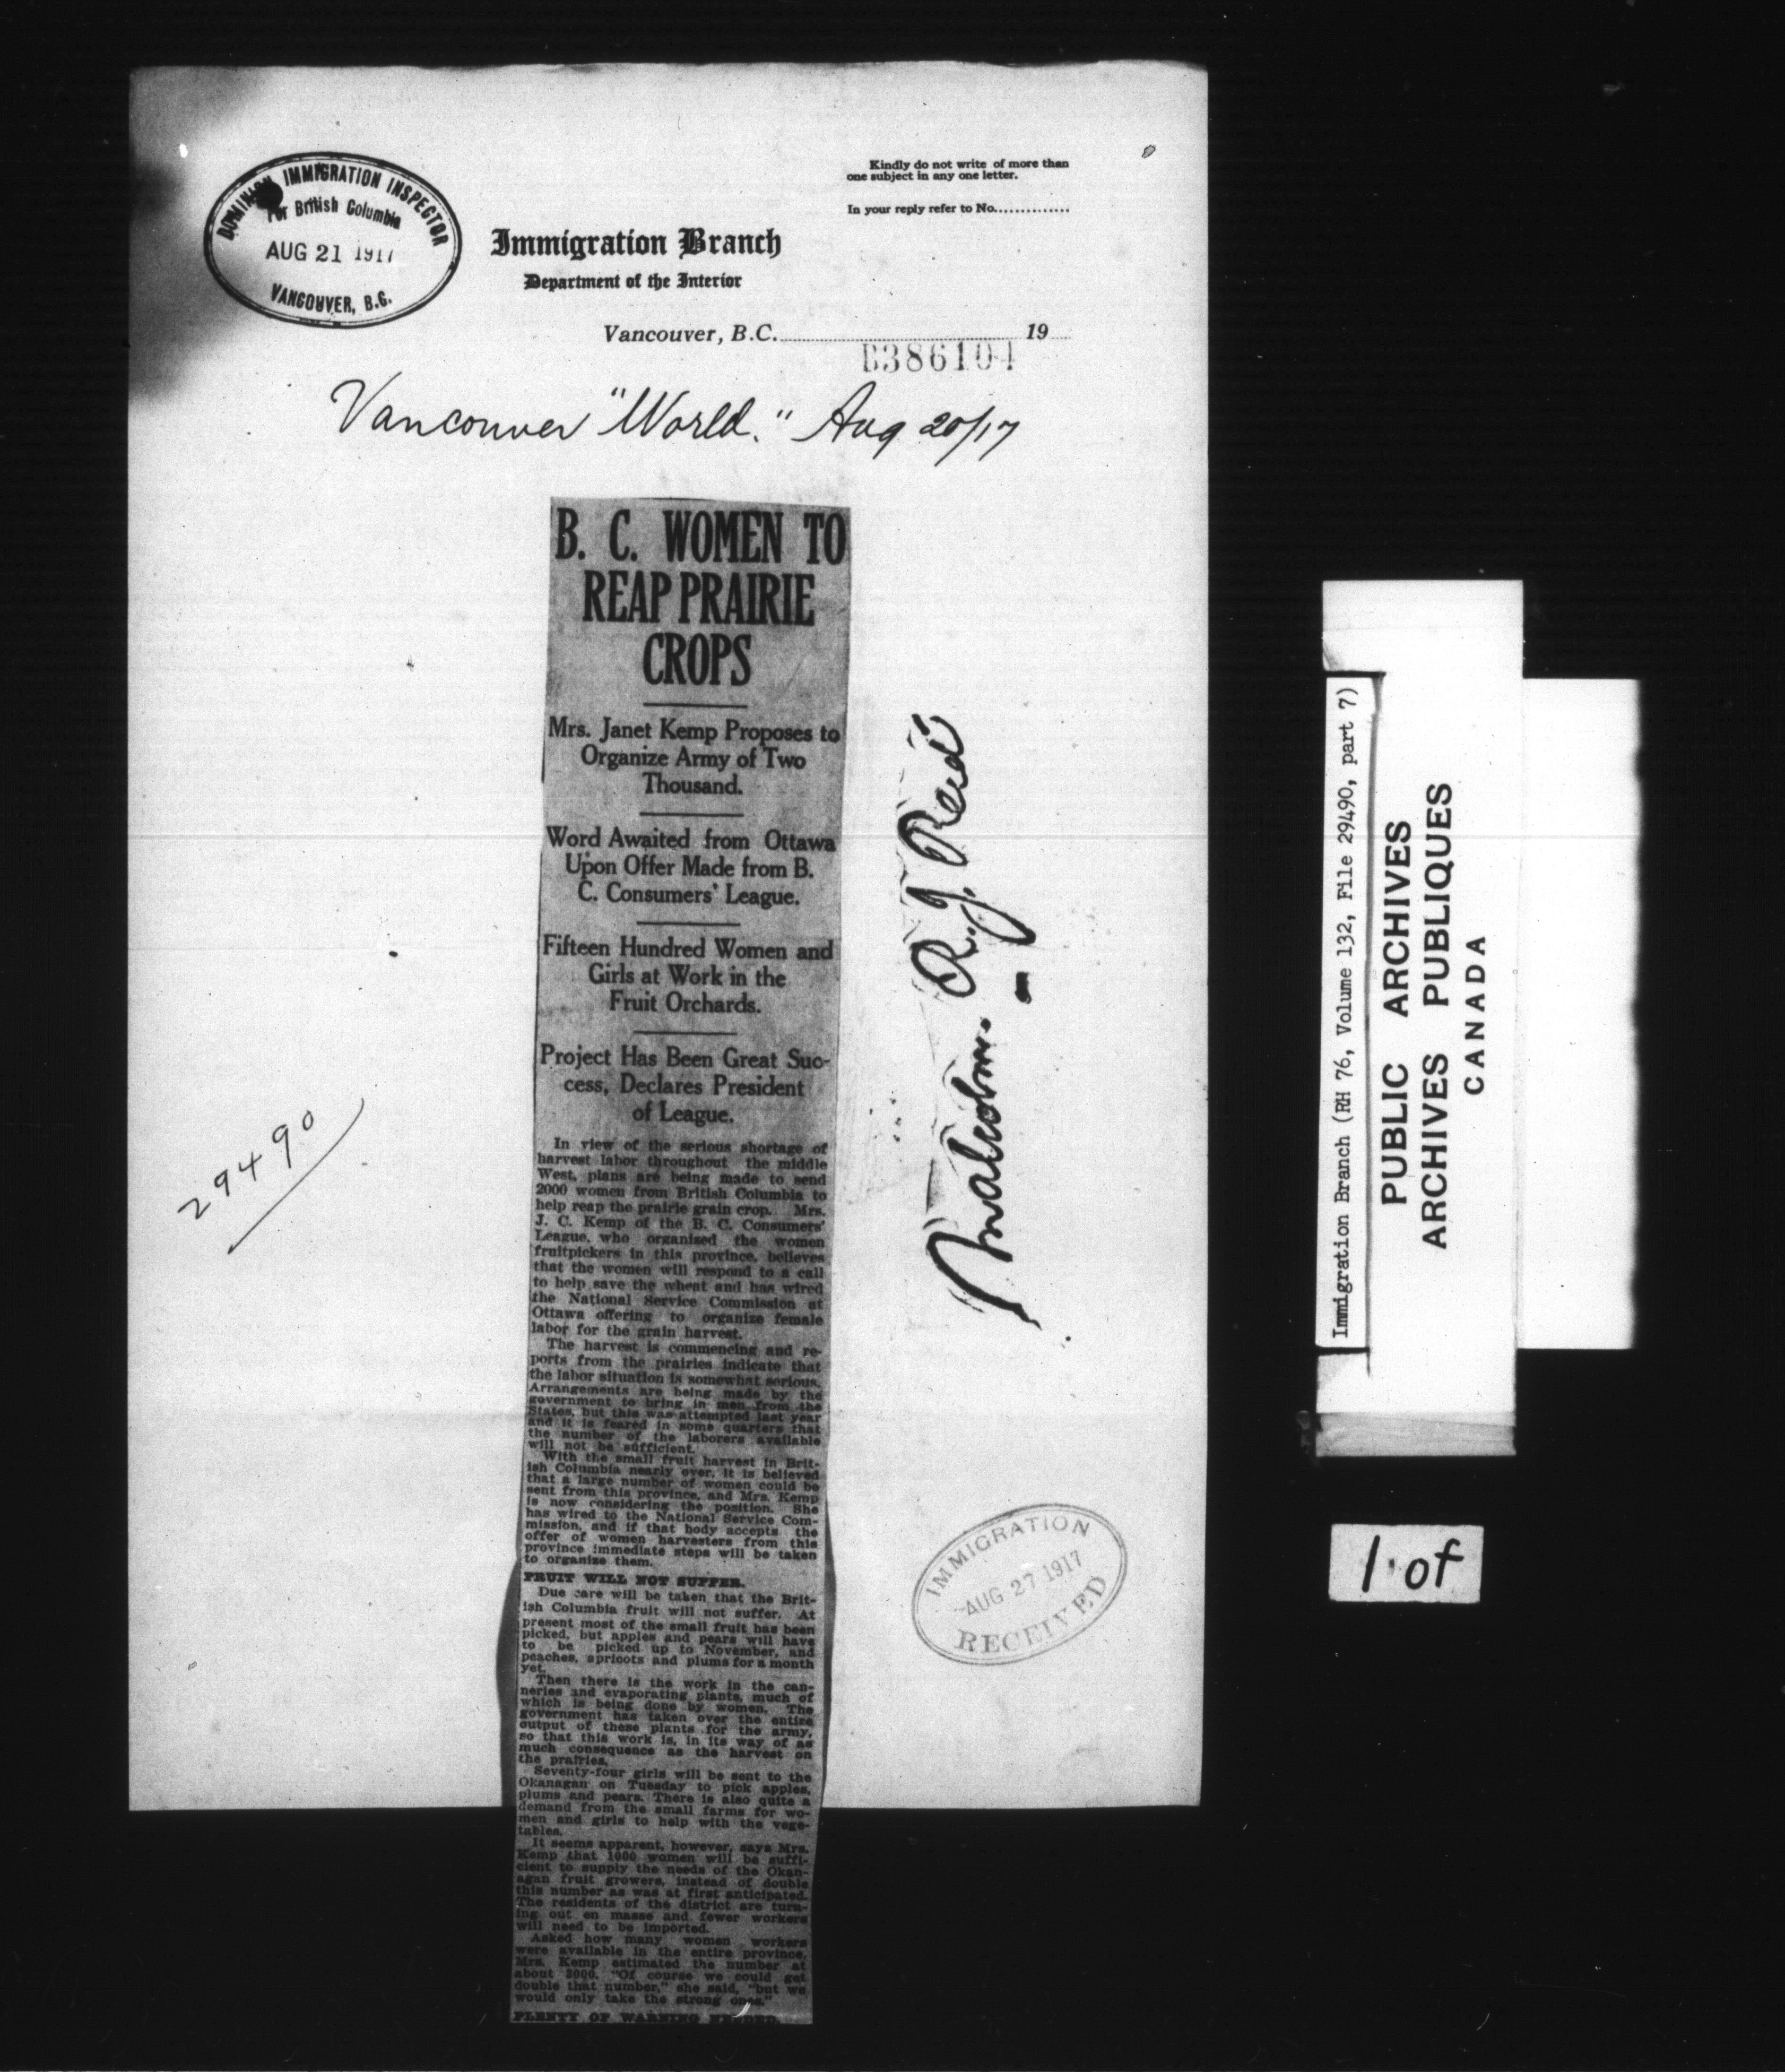 Kindly do not write of more than
one subject in any one letter.
In your reply refer to No..............
DOMINION IMMIGRATION INSPECTOR
For British Columbia
AUG 21 1917
VANCOUVER, B.C.
Immigration Branch
Department of the Interior
Vancouver, B.C. 19
B386104
Vancouver "World." Aug 20/17
B. C. WOMEN TO
REAP PRAIRIE
CROPS
Mrs. Janet Kemp Proposes to
Organize Army of Two
Thousand.
Word Awaited from Ottawa
Upon Offer Made from B.
C. Consumers' League.
Fifteen Hundred Women and
Girls at Work in the
Fruit Orchards.
Project Has Been Great Suc-
cess, Declares President
of League.
In view of the serious shortage of
harvest labor throughout the middle
West, plans are being made to send
2000 women from British Columbia to
help reap the prairie grain crop. Mrs.
J. C. Kemp of the B. C. Consumers'
League, who organized the women
fruitpickers in this province, believes
that the women will respond to a call
to help save the wheat and has wired
the National Service Commission at
Ottawa offering to organize female
labor for the grain harvest.
The harvest is commencing and re-
ports from the prairies indicate that
the labor situation is somewhat serious.
Arrangements are being made by the
government to bring in men from the
States, but this was attempted last year
and it is feared in some quarters that
the number of the laborers available
will not be sufficient.
With the small fruit harvest in Brit-
ish Columbia nearly over, it is believed
that a large number of women could be
sent from this province, and Mrs. Kemp
is now considering the position. She
has wired to the National Service Com-
mission, and if that body accepts the
offer of women harvesters from this
province immediate steps will be taken
to organize them.
FRUIT WILL NOT SUFFER.
Due care will be taken that the Brit-
ish Columbia fruit will not suffer. At
present most of the small fruit has been
picked, but apples and pears will have
to be picked up to November, and
peaches, apricots and plums for a month
yet.
Then there is the work in the can-
neries and evaporating plants, much of
which is being done by women. The
government has taken over the entire
output of these plants for the army,
so that this work is, in its way of as
much consequence as the harvest on
the prairies.
Seventy-four girls will be sent to the
Okanagan on Tuesday to pick apples,
plums and pears. There is also quite a
demand from the small farms for wo-
men and girls to help with the vege-
tables.
It seems apparent, however, says Mrs.
Kemp that 1000 women will be suffi-
cient to supply the needs of the Okan-
agan fruit growers, instead of double
this number as was at first anticipated.
The residents of the district are turn-
ing out en masse and fewer workers
will need to be imported.
Asked how many women workers
were available in the entire province,
Mrs. Kemp estimated the number at
about 2000. "Of course we could get
double that number," she said, "but we
would only take the strong ones."
PLENTY OF WARNING NEEDED.
Malcolm R. J. Reid
29490
IMMIGRATION
AUG 27 1917
RECEIVED
Immigration Branch (RH 76, Volume 132, File 29490, part 7)
PUBLIC ARCHIVES
ARCHIVES PUBLIQUES
CANADA
1 of